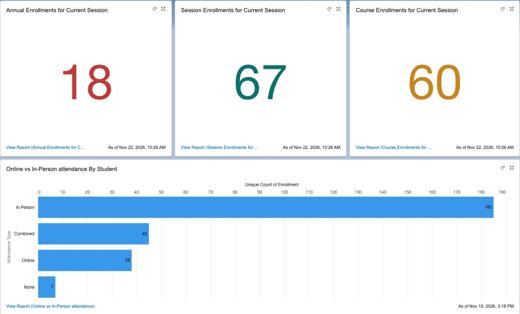 Annual Enrollments for Current Session
Session Enrollments for Current Session
Course Enrollments for Current Session
18
67
60
View Report (Annual Enrollments for C...
As of Nov 22, 2026, 10:26 AM
View Report (Session Enrollments for ...
As of Nov 22, 2026, 10:26 AM
View Report (Course Enrollments for ...
As of Nov 22, 2026, 10:26 AM
Online vs In-Person attendance By Student
Unique Count of Enrollment
0 10 20 30 40 50 60 70 80 90 100 110 120 130 140 150 160 170 180 190
Attendance Type
In Person
Combined
Online
None
View Report (Online vs In-Person attendance)
As of Nov 19, 2026, 3:18 PM